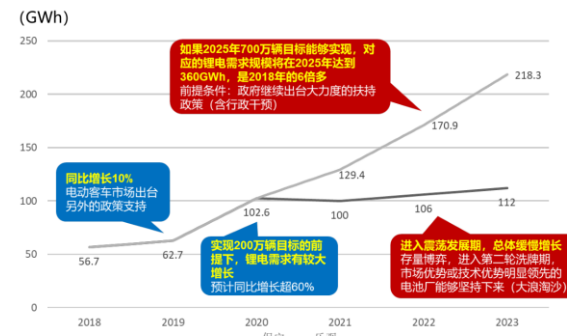 (GWh)
250
200
150
100
50
0
如果2025年700万辆目标能够实现，对
应的锂电需求规模将在2025年达到
360GWh，是2018年的6倍多
前提条件：政府继续出台大力度的扶持
政策（含行政干预）
218.3
170.9
129.4
同比增长10%
电动客车市场出台
另外的政策支持
102.6
100
106
112
56.7
62.7
实现200万辆目标的前
提下，锂电需求有较大
增长
预计同比增长超60%
进入震荡发展期，总体缓慢增长
存量博弈，进入第二轮洗牌期，
市场优势或技术优势明显领先的
电池厂能够坚持下来（大浪淘沙）
2018
2019
2020
2021
2022
2023